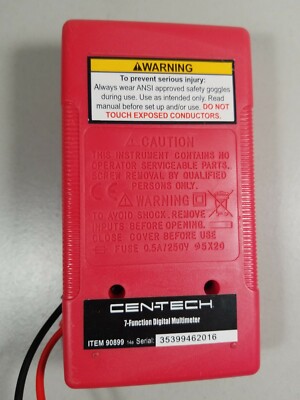 WARNING
To prevent serious injury:
Always wear ANSI approved safety goggles
during use. Use as intended only. Read
manual before set up and/or use. DO NOT
TOUCH EXPOSED CONDUCTORS.
CAUTION
THIS INSTRUMENT CONTAINS NO
OPERATOR SERVICEABLE PARTS,
SCREW REMOVAL BY QUALIFIED
PERSONS ONLY.
WARNING
TO AVOID SHOCK, REMOVE
INPUTS BEFORE OPENING.
CLOSE COVER BEFORE USE
FUSE 0.5A/250V Φ5X20
CEN-TECH
7-Function Digital Multimeter
ITEM 90899 Serial: 35399462016